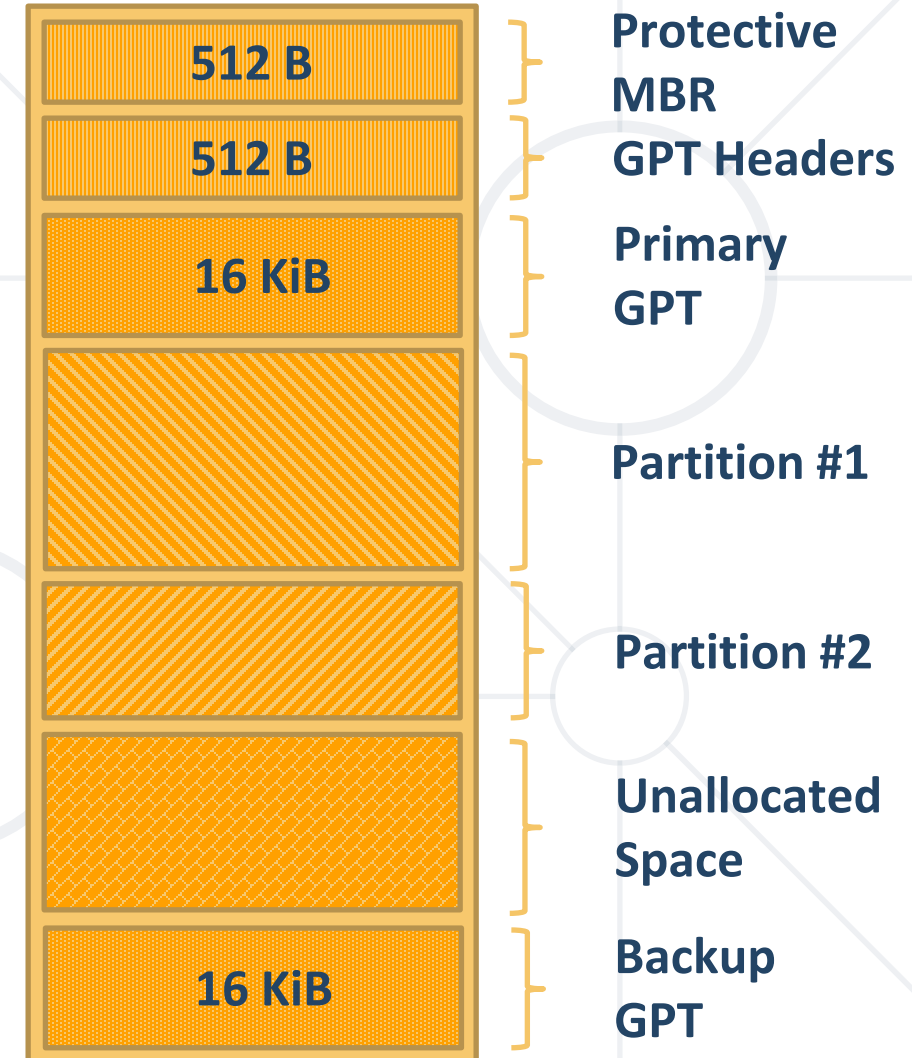 512 B
Protective
MBR
512 B
GPT Headers
16 KiB
Primary
GPT
Partition #1
Partition #2
Unallocated
Space
16 KiB
Backup
GPT